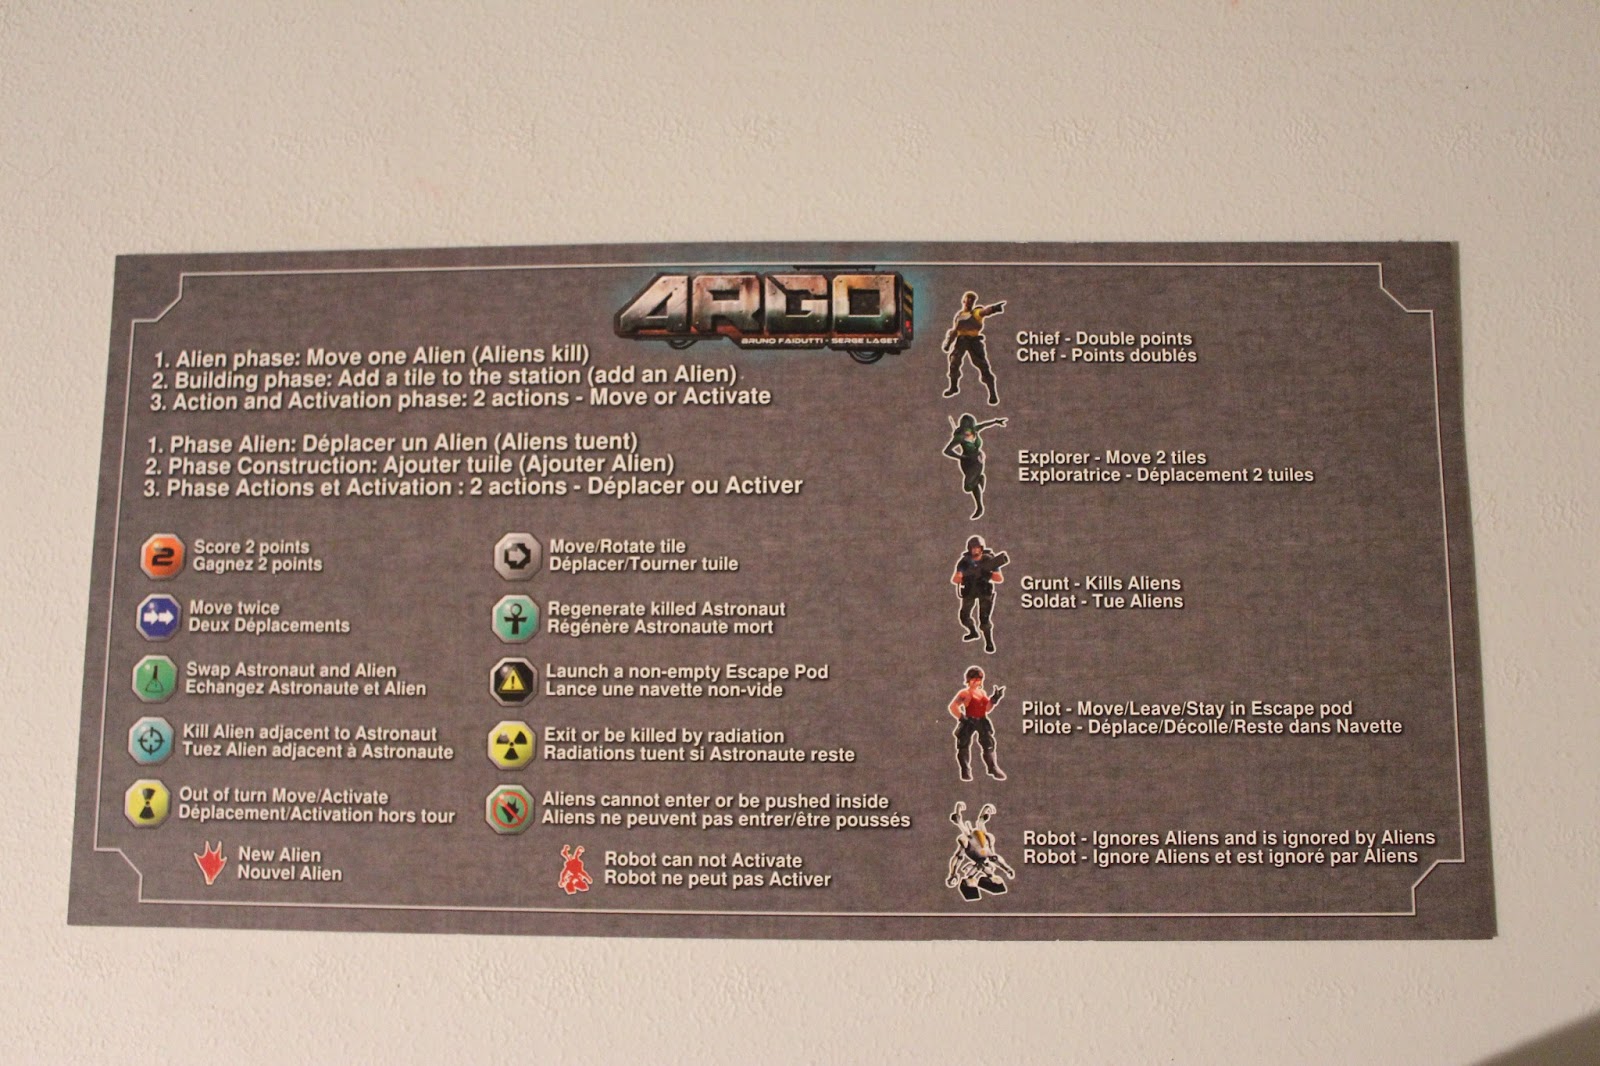 ARGO
BRUNO FAIDUTTI - SERGE LAGET
1. Alien phase: Move one Alien (Aliens kill)
2. Building phase: Add a tile to the station (add an Alien)
3. Action and Activation phase: 2 actions - Move or Activate
1. Phase Alien: Déplacer un Alien (Aliens tuent)
2. Phase Construction: Ajouter tuile (Ajouter Alien)
3. Phase Actions et Activation : 2 actions - Déplacer ou Activer
2
Score 2 points
Gagnez 2 points
Move twice
Deux Déplacements
Swap Astronaut and Alien
Echangez Astronaute et Alien
Kill Alien adjacent to Astronaut
Tuez Alien adjacent à Astronaute
Out of turn Move/Activate
Déplacement/Activation hors tour
New Alien
Nouvel Alien
Move/Rotate tile
Déplacer/Tourner tuile
Regenerate killed Astronaut
Régénère Astronaute mort
Launch a non-empty Escape Pod
Lance une navette non-vide
Exit or be killed by radiation
Radiations tuent si Astronaute reste
Aliens cannot enter or be pushed inside
Aliens ne peuvent pas entrer/être poussés
Robot can not Activate
Robot ne peut pas Activer
Chief - Double points
Chef - Points doublés
Explorer - Move 2 tiles
Exploratrice - Déplacement 2 tuiles
Grunt - Kills Aliens
Soldat - Tue Aliens
Pilot - Move/Leave/Stay in Escape pod
Pilote - Déplace/Décolle/Reste dans Navette
Robot - Ignores Aliens and is ignored by Aliens
Robot - Ignore Aliens et est ignoré par Aliens